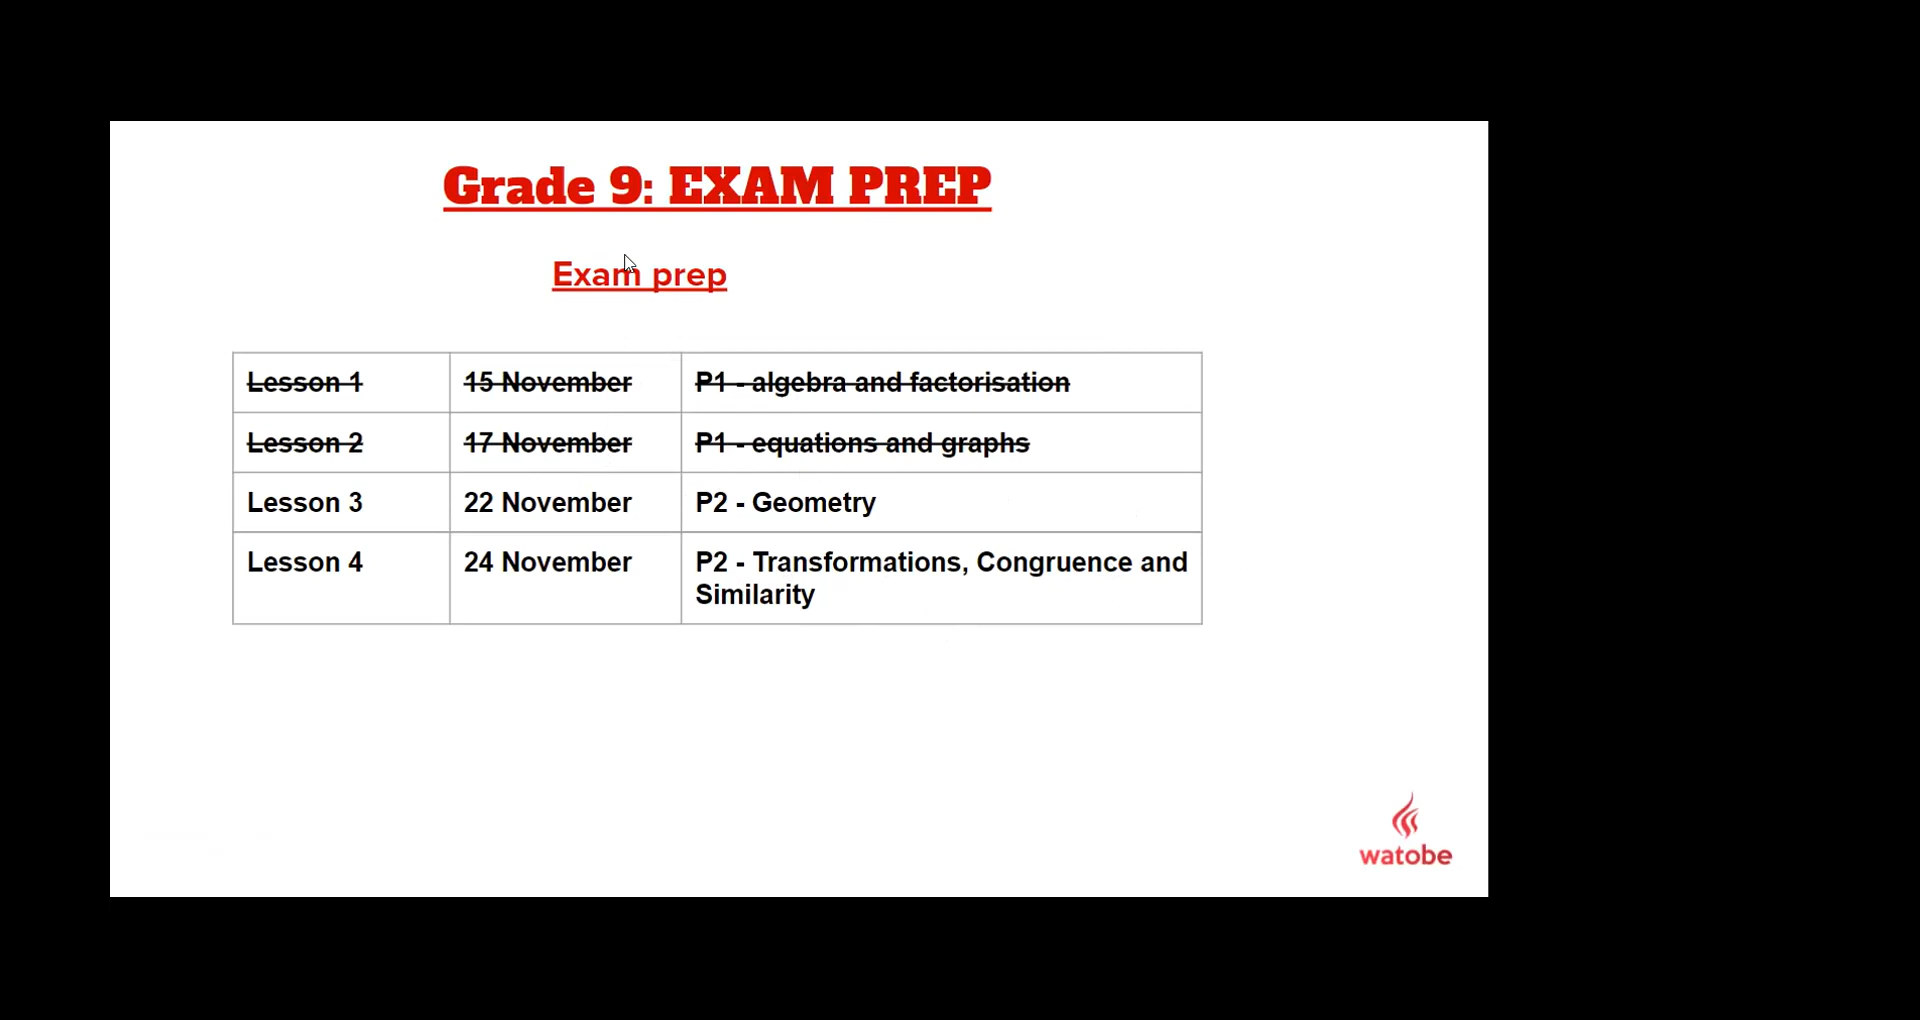 Grade 9: EXAM PREP
Exam prep
Lesson 1 15 November P1 - algebra and factorisation
Lesson 2 17 November P1 - equations and graphs
Lesson 3 22 November P2 - Geometry
Lesson 4 24 November P2 - Transformations, Congruence and
Similarity
watobe